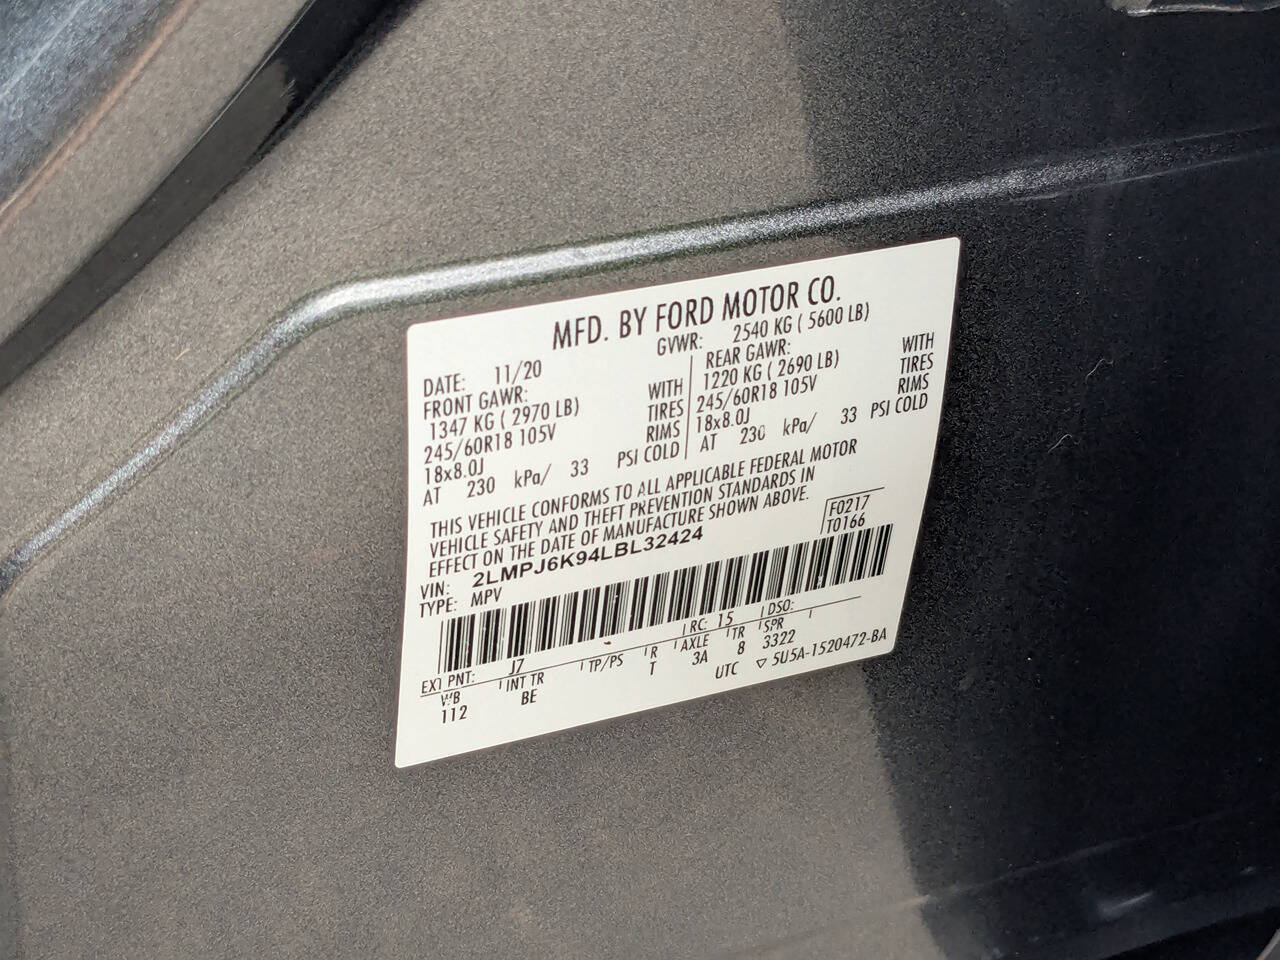 MFD. BY FORD MOTOR CO.
DATE: 11/20 GVWR: 2540 KG ( 5600 LB)
FRONT GAWR: REAR GAWR:
1347 KG ( 2970 LB) WITH 1220 KG ( 2690 LB) WITH
245/60R18 105V TIRES 245/60R18 105V TIRES
18x8.0J RIMS 18x8.0J RIMS
AT 230 kPa/ 33 PSI COLD AT 230 kPa/ 33 PSI COLD
THIS VEHICLE CONFORMS TO ALL APPLICABLE FEDERAL MOTOR
VEHICLE SAFETY AND THEFT PREVENTION STANDARDS IN
EFFECT ON THE DATE OF MANUFACTURE SHOWN ABOVE.
VIN: 2LMPJ6K94LBL32424 F0217
TYPE: MPV T0166
EXT PNT: J7 RC: 15 DSO:
WB INT TR TP/PS R AXLE TR SPR
112 BE T 3A 8 3322
UTC ▽ 5U5A-1520472-BA